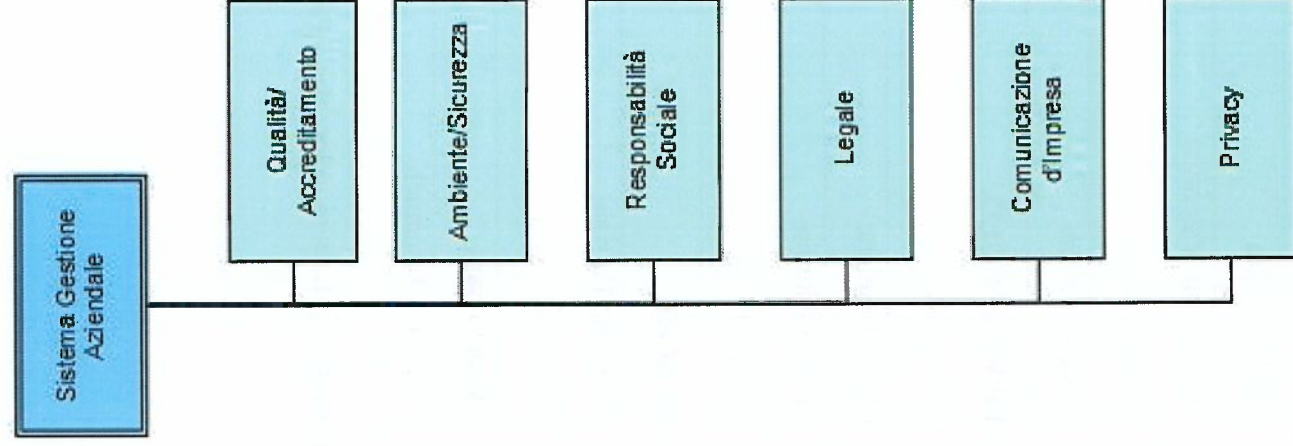 Sistema Gestione
Aziendale
Qualità/
Accreditamento
Ambiente/Sicurezza
Responsabilità
Sociale
Legale
Comunicazione
d'Impresa
Privacy